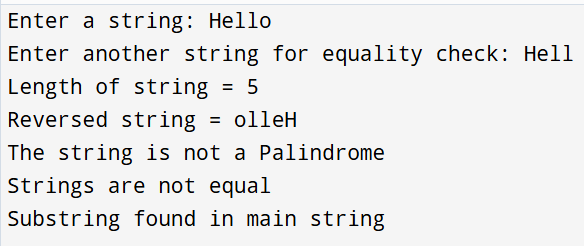 Enter a string: Hello
Enter another string for equality check: Hell
Length of string = 5
Reversed string = olleH
The string is not a Palindrome
Strings are not equal
Substring found in main string